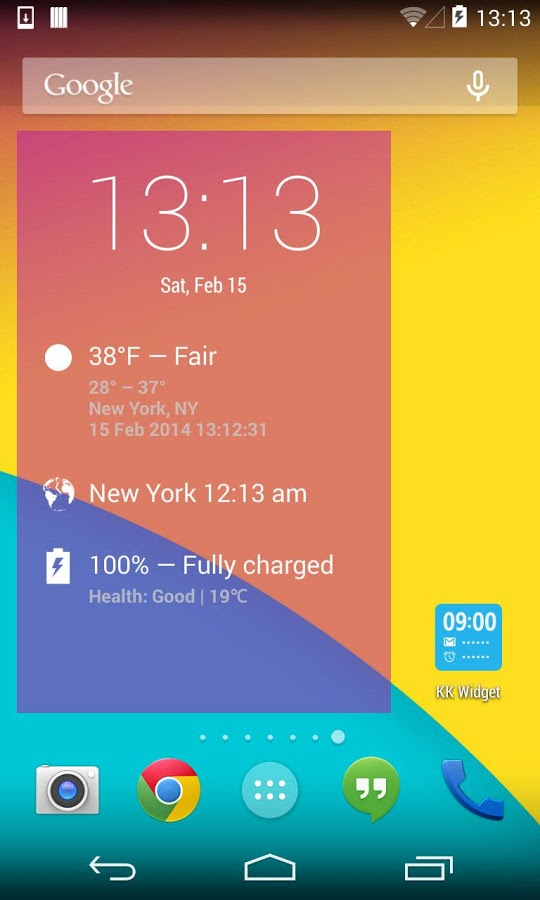 13:13
Google
13:13
Sat, Feb 15
38°F — Fair
28° – 37°
New York, NY
15 Feb 2014 13:12:31
New York 12:13 am
100% — Fully charged
Health: Good | 19℃
09:00
KK Widget